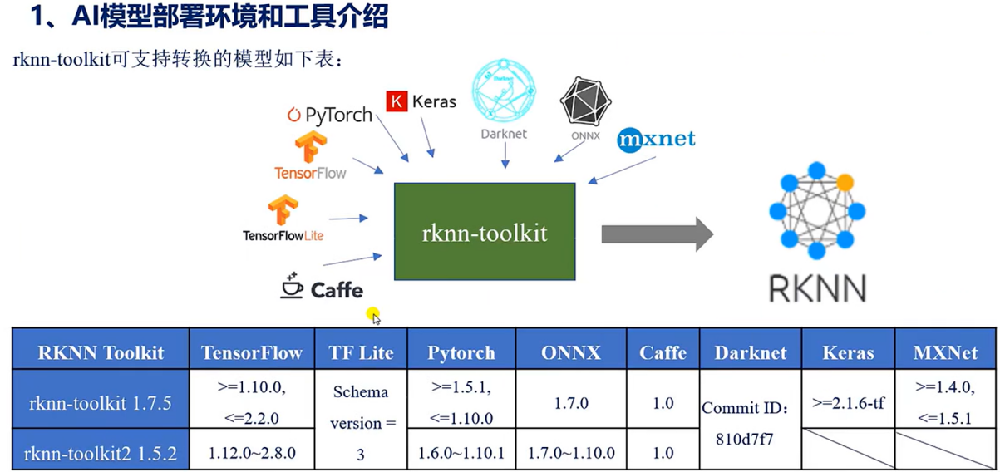 1、AI模型部署环境和工具介绍
rknn-toolkit可支持转换的模型如下表：
PyTorch
K Keras
Darknet
Darknet
ONNX
mxnet
TensorFlow
TensorFlowLite
Caffe
rknn-toolkit
RKNN
RKNN Toolkit TensorFlow TF Lite Pytorch ONNX Caffe Darknet Keras MXNet
rknn-toolkit 1.7.5
>=1.10.0,
<=2.2.0
Schema
version =
3
>=1.5.1,
<=1.10.0
1.7.0
1.0
Commit ID：
810d7f7
>=2.1.6-tf
>=1.4.0,
<=1.5.1
rknn-toolkit2 1.5.2 1.12.0~2.8.0 1.6.0~1.10.1 1.7.0~1.10.0 1.0